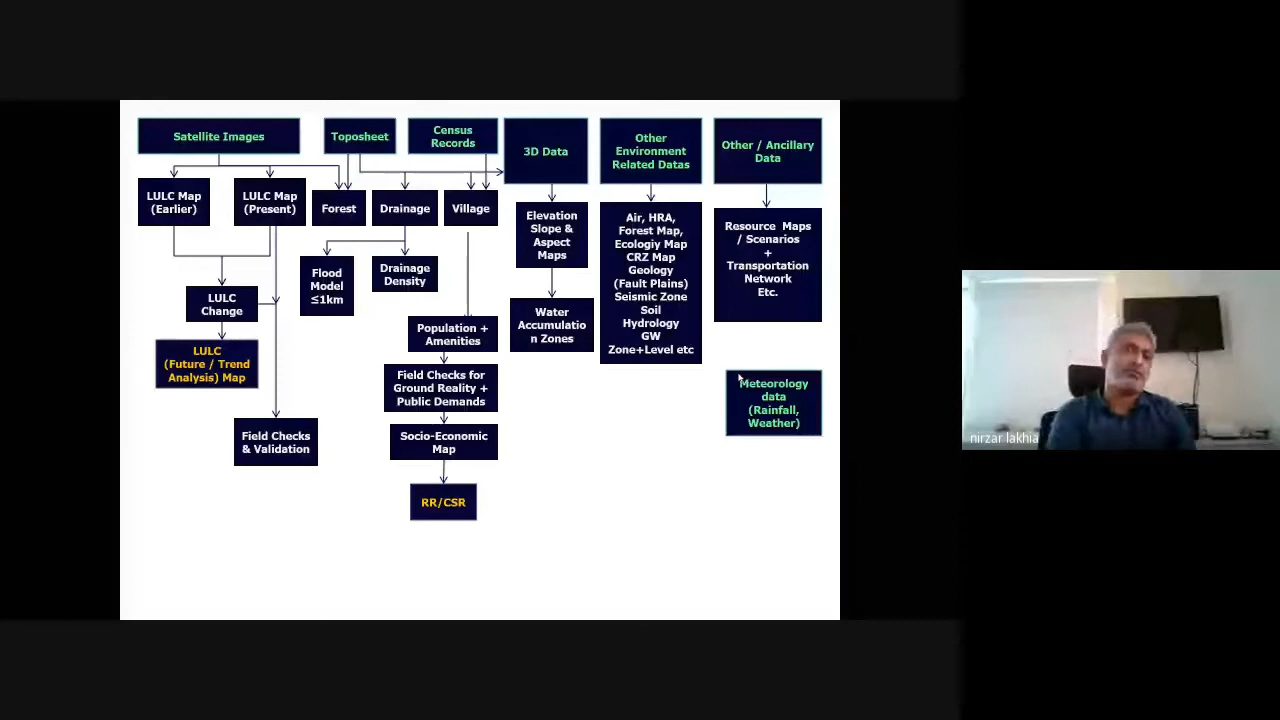 Satellite Images
Toposheet
Census
Records
3D Data
Other
Environment
Related Datas
Other / Ancillary
Data
LULC Map
(Earlier)
LULC Map
(Present)
Forest
Drainage
Village
Elevation
Slope &
Aspect
Maps
Air, HRA,
Forest Map,
Ecologiy Map
CRZ Map
Geology
(Fault Plains)
Seismic Zone
Soil
Hydrology
GW
Zone+Level etc
Resource Maps
/ Scenarios
+
Transportation
Network
Etc.
Flood
Model
≤1km
Drainage
Density
LULC
Change
Water
Accumulatio
n Zones
Population +
Amenities
LULC
(Future / Trend
Analysis) Map
Field Checks for
Ground Reality +
Public Demands
Meteorology
data
(Rainfall,
Weather)
Field Checks
& Validation
Socio-Economic
Map
RR/CSR
nirzar lakhia